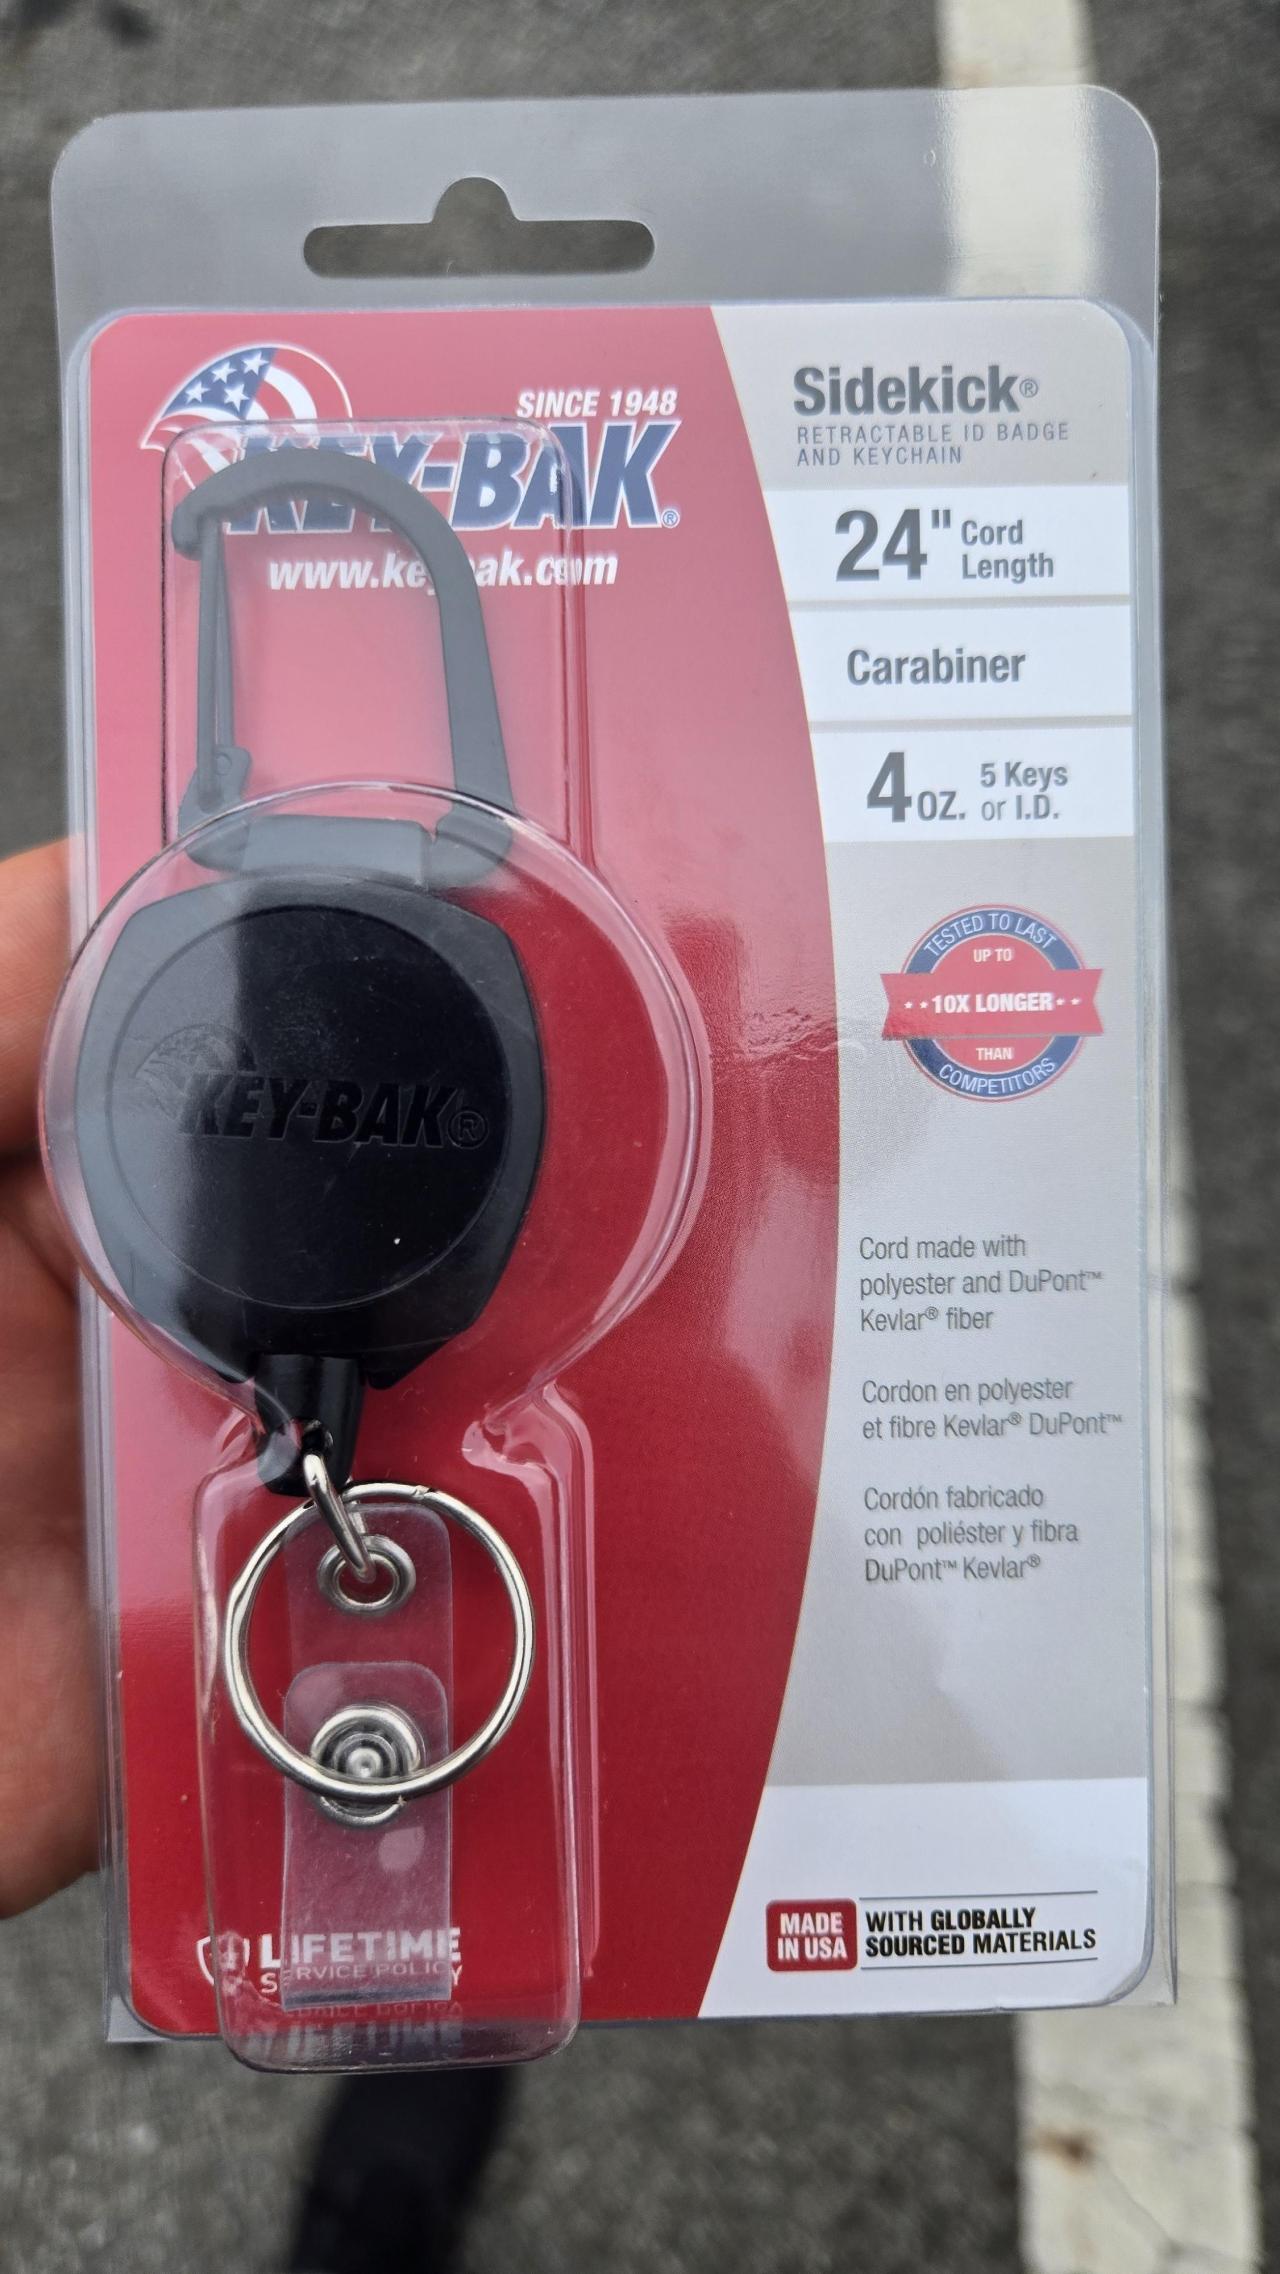 SINCE 1948
KEY-BAK®
www.keybak.com
Sidekick®
RETRACTABLE ID BADGE
AND KEYCHAIN
24" Cord
Length
Carabiner
4 OZ. 5 Keys
or I.D.
TESTED TO LAST
UP TO
10X LONGER
THAN
COMPETITORS
KEY-BAK®
Cord made with
polyester and DuPont™
Kevlar® fiber
Cordon en polyester
et fibre Kevlar® DuPont™
Cordón fabricado
con poliéster y fibra
DuPont™ Kevlar®
LIFETIME
SERVICE POLICY
MADE
IN USA
WITH GLOBALLY
SOURCED MATERIALS